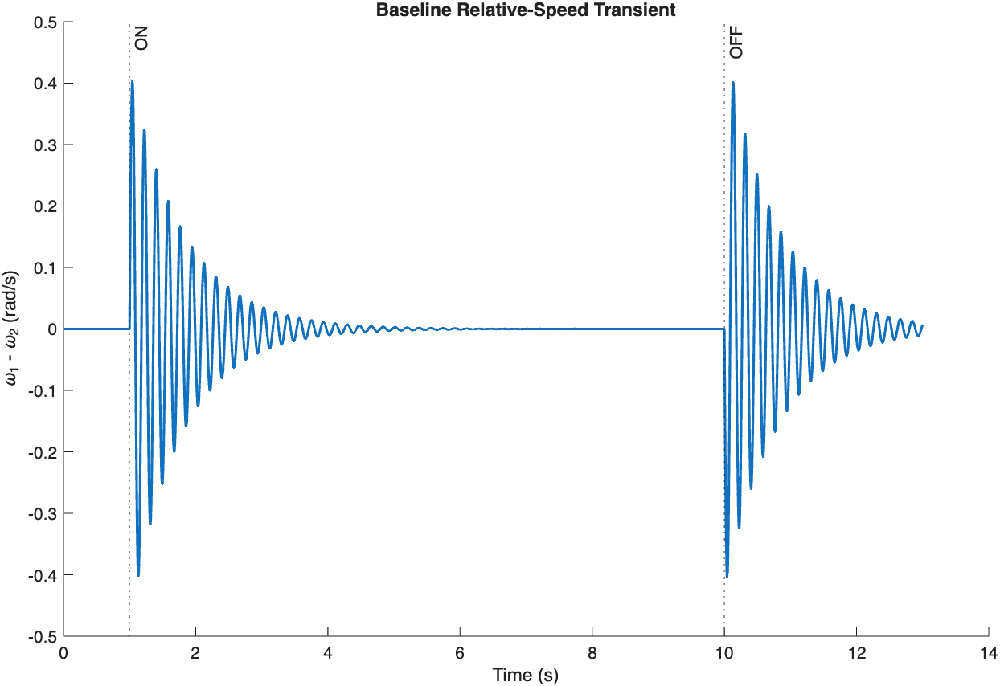 Baseline Relative-Speed Transient
0.5
0.4
0.3
0.2
0.1
0
-0.1
-0.2
-0.3
-0.4
-0.5
ω₁ - ω₂ (rad/s)
ON
OFF
0 2 4 6 8 10 12 14
Time (s)